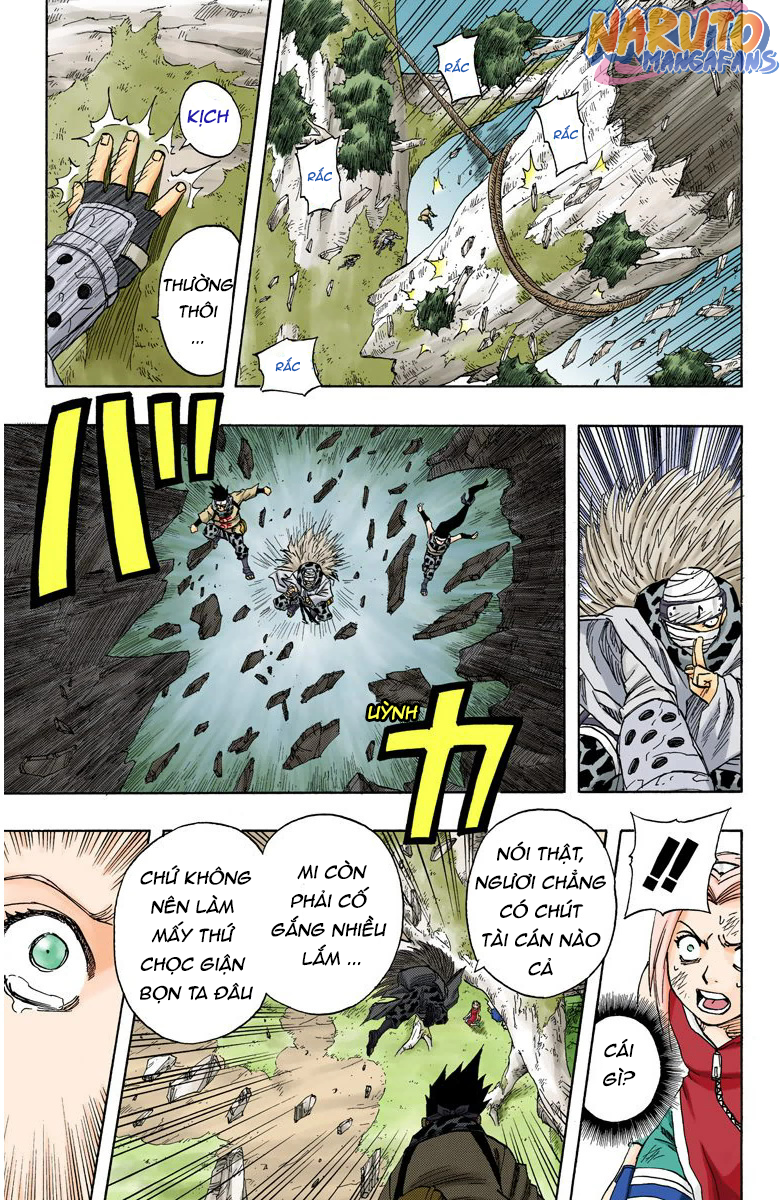 NARUTO
MANGAFANS
RẮC
RẮC
RẮC
RẮC
KỊCH
THƯỜNG
THÔI
...
バカッ
UỲNH
!!
CÁI
GÌ?
NÓI THẬT,
NGƯƠI CHẲNG
CÓ CHÚT
TÀI CÁN NÀO
CẢ
MI CÒN
PHẢI CỐ
GẮNG NHIỀU
LẮM ...
CHỨ KHÔNG
NÊN LÀM
MẤY THỨ
CHỌC GIẬN
BỌN TA ĐÂU